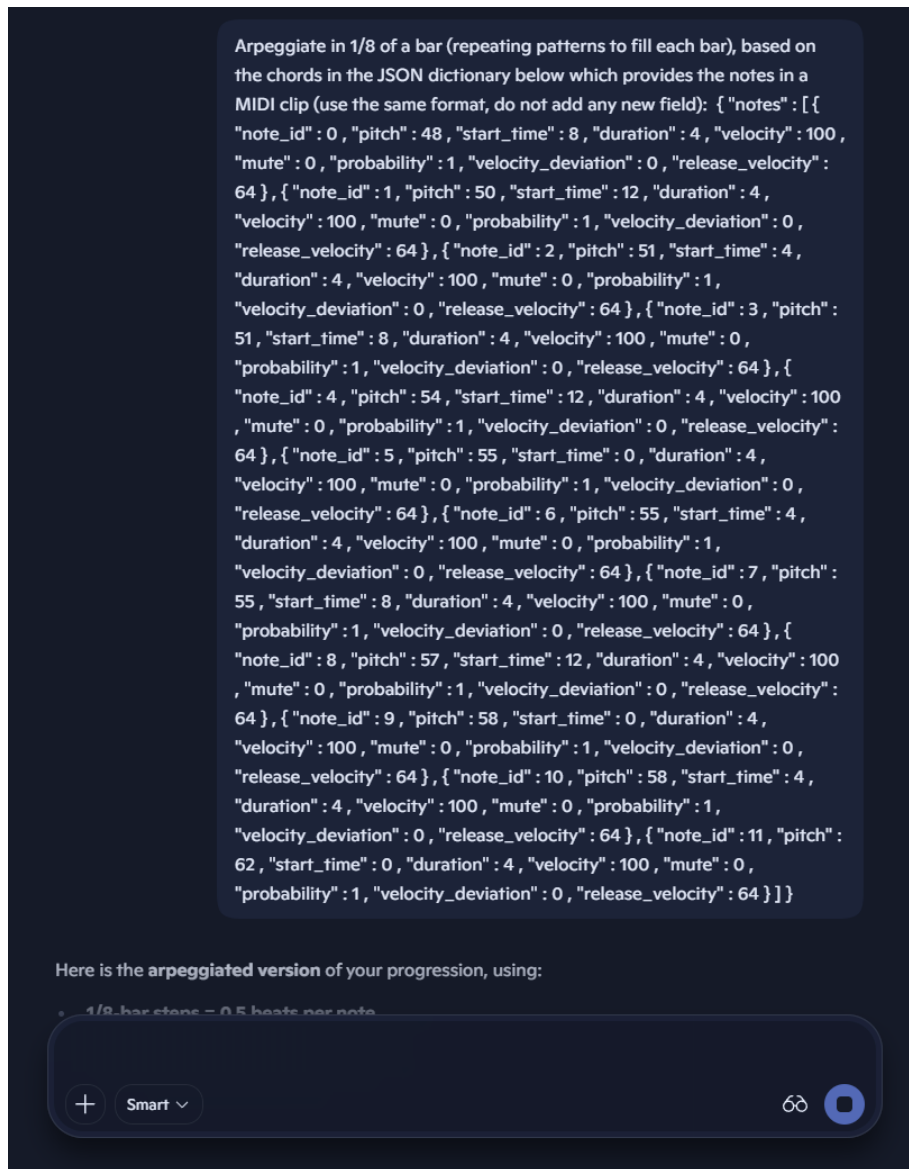 Arpeggiate in 1/8 of a bar (repeating patterns to fill each bar), based
on the chords in the JSON dictionary below which provides the notes in a
MIDI clip (use the same format, do not add any new field): { "notes" : [ {
"note_id" : 0 , "pitch" : 48 , "start_time" : 8 , "duration" : 4 , "velocity" : 100 ,
"mute" : 0 , "probability" : 1 , "velocity_deviation" : 0 , "release_velocity" :
64 } , { "note_id" : 1 , "pitch" : 50 , "start_time" : 12 , "duration" : 4 ,
"velocity" : 100 , "mute" : 0 , "probability" : 1 , "velocity_deviation" : 0 ,
"release_velocity" : 64 } , { "note_id" : 2 , "pitch" : 51 , "start_time" : 4 ,
"duration" : 4 , "velocity" : 100 , "mute" : 0 , "probability" : 1 ,
"velocity_deviation" : 0 , "release_velocity" : 64 } , { "note_id" : 3 , "pitch" :
51 , "start_time" : 8 , "duration" : 4 , "velocity" : 100 , "mute" : 0 ,
"probability" : 1 , "velocity_deviation" : 0 , "release_velocity" : 64 } , {
"note_id" : 4 , "pitch" : 54 , "start_time" : 12 , "duration" : 4 , "velocity" : 100
, "mute" : 0 , "probability" : 1 , "velocity_deviation" : 0 , "release_velocity" :
64 } , { "note_id" : 5 , "pitch" : 55 , "start_time" : 0 , "duration" : 4 ,
"velocity" : 100 , "mute" : 0 , "probability" : 1 , "velocity_deviation" : 0 ,
"release_velocity" : 64 } , { "note_id" : 6 , "pitch" : 55 , "start_time" : 4 ,
"duration" : 4 , "velocity" : 100 , "mute" : 0 , "probability" : 1 ,
"velocity_deviation" : 0 , "release_velocity" : 64 } , { "note_id" : 7 , "pitch" :
55 , "start_time" : 8 , "duration" : 4 , "velocity" : 100 , "mute" : 0 ,
"probability" : 1 , "velocity_deviation" : 0 , "release_velocity" : 64 } , {
"note_id" : 8 , "pitch" : 57 , "start_time" : 12 , "duration" : 4 , "velocity" : 100
, "mute" : 0 , "probability" : 1 , "velocity_deviation" : 0 , "release_velocity" :
64 } , { "note_id" : 9 , "pitch" : 58 , "start_time" : 0 , "duration" : 4 ,
"velocity" : 100 , "mute" : 0 , "probability" : 1 , "velocity_deviation" : 0 ,
"release_velocity" : 64 } , { "note_id" : 10 , "pitch" : 58 , "start_time" : 4 ,
"duration" : 4 , "velocity" : 100 , "mute" : 0 , "probability" : 1 ,
"velocity_deviation" : 0 , "release_velocity" : 64 } , { "note_id" : 11 , "pitch" :
62 , "start_time" : 0 , "duration" : 4 , "velocity" : 100 , "mute" : 0 ,
"probability" : 1 , "velocity_deviation" : 0 , "release_velocity" : 64 } ] }
Here is the arpeggiated version of your progression, using:
• 1/8-bar steps = 0.5 beats per note
Smart